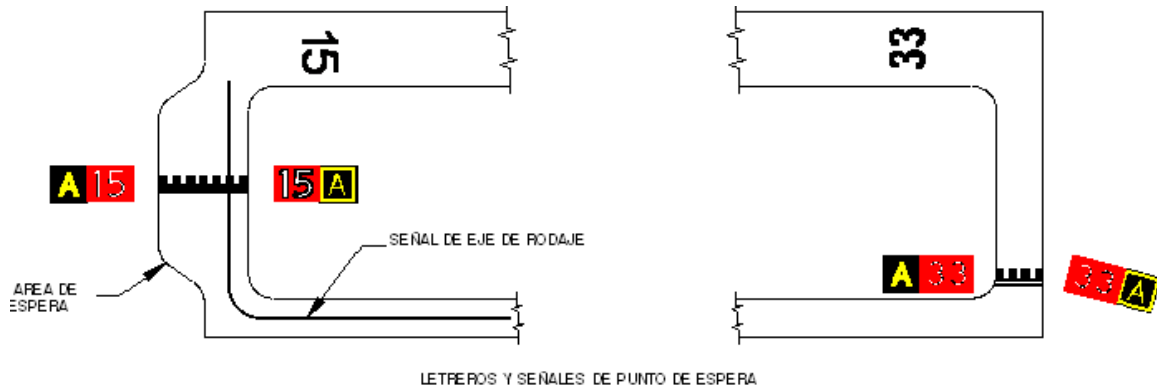 15
33
A 15
15 A
SEÑAL DE EJE DE RODAJE
AREA DE
ESPERA
A 33
33 A
LETREROS Y SEÑALES DE PUNTO DE ESPERA